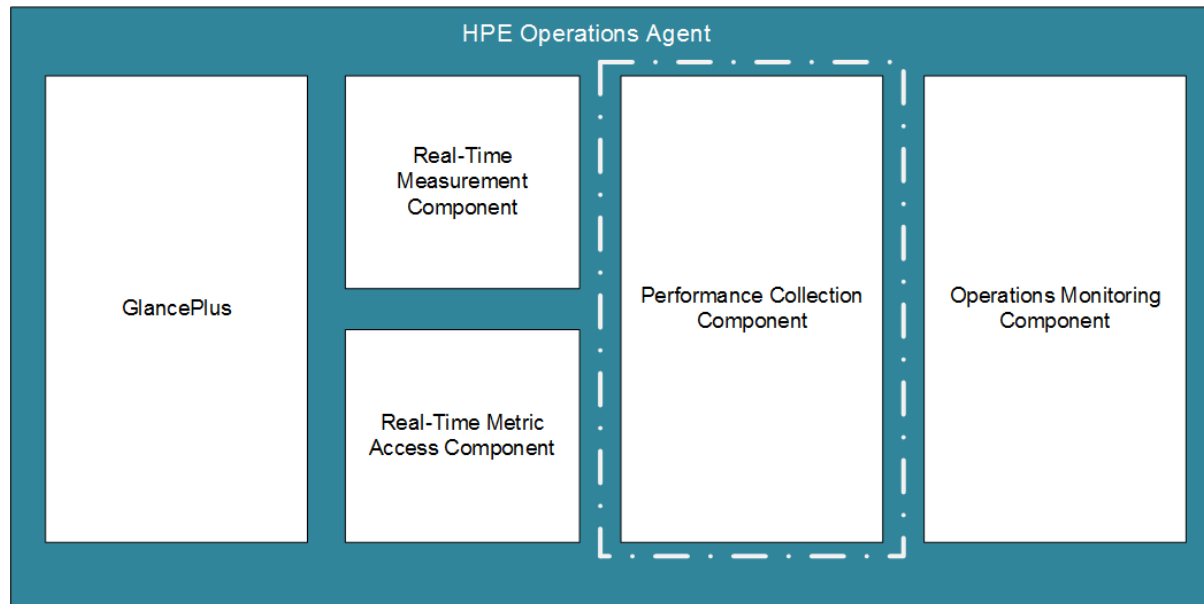 HPE Operations Agent
GlancePlus
Real-Time
Measurement
Component
Real-Time Metric
Access Component
Performance Collection
Component
Operations Monitoring
Component